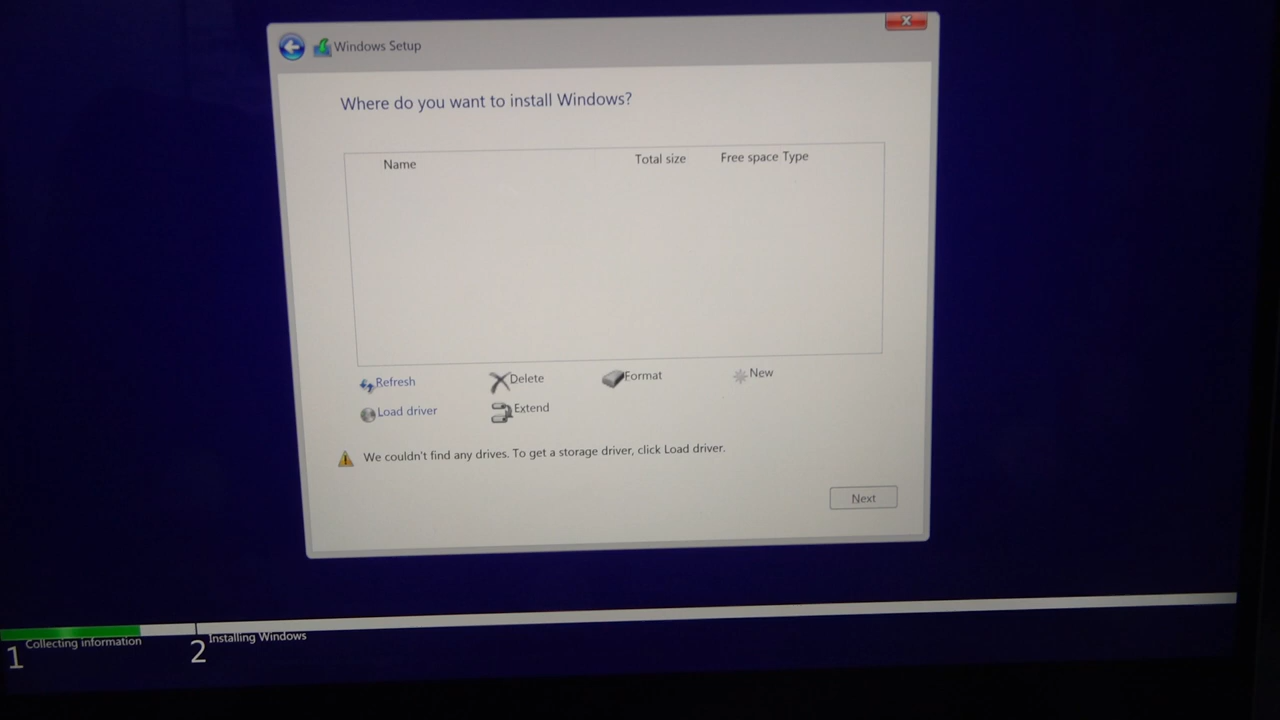 Windows Setup
Where do you want to install Windows?
Name Total size Free space Type
Refresh Delete Format New
Load driver Extend
We couldn't find any drives. To get a storage driver, click Load driver.
Next
1 Collecting information 2 Installing Windows